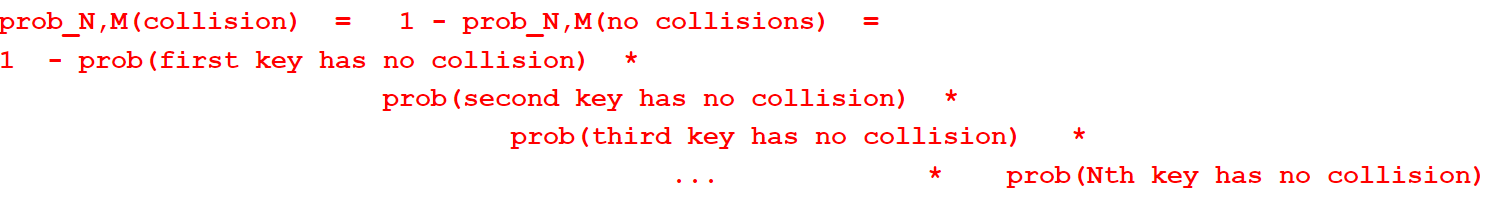 prob_N,M(collision) = 1 - prob_N,M(no collisions) =
1 - prob(first key has no collision) *
prob(second key has no collision) *
prob(third key has no collision) *
... * prob(Nth key has no collision)